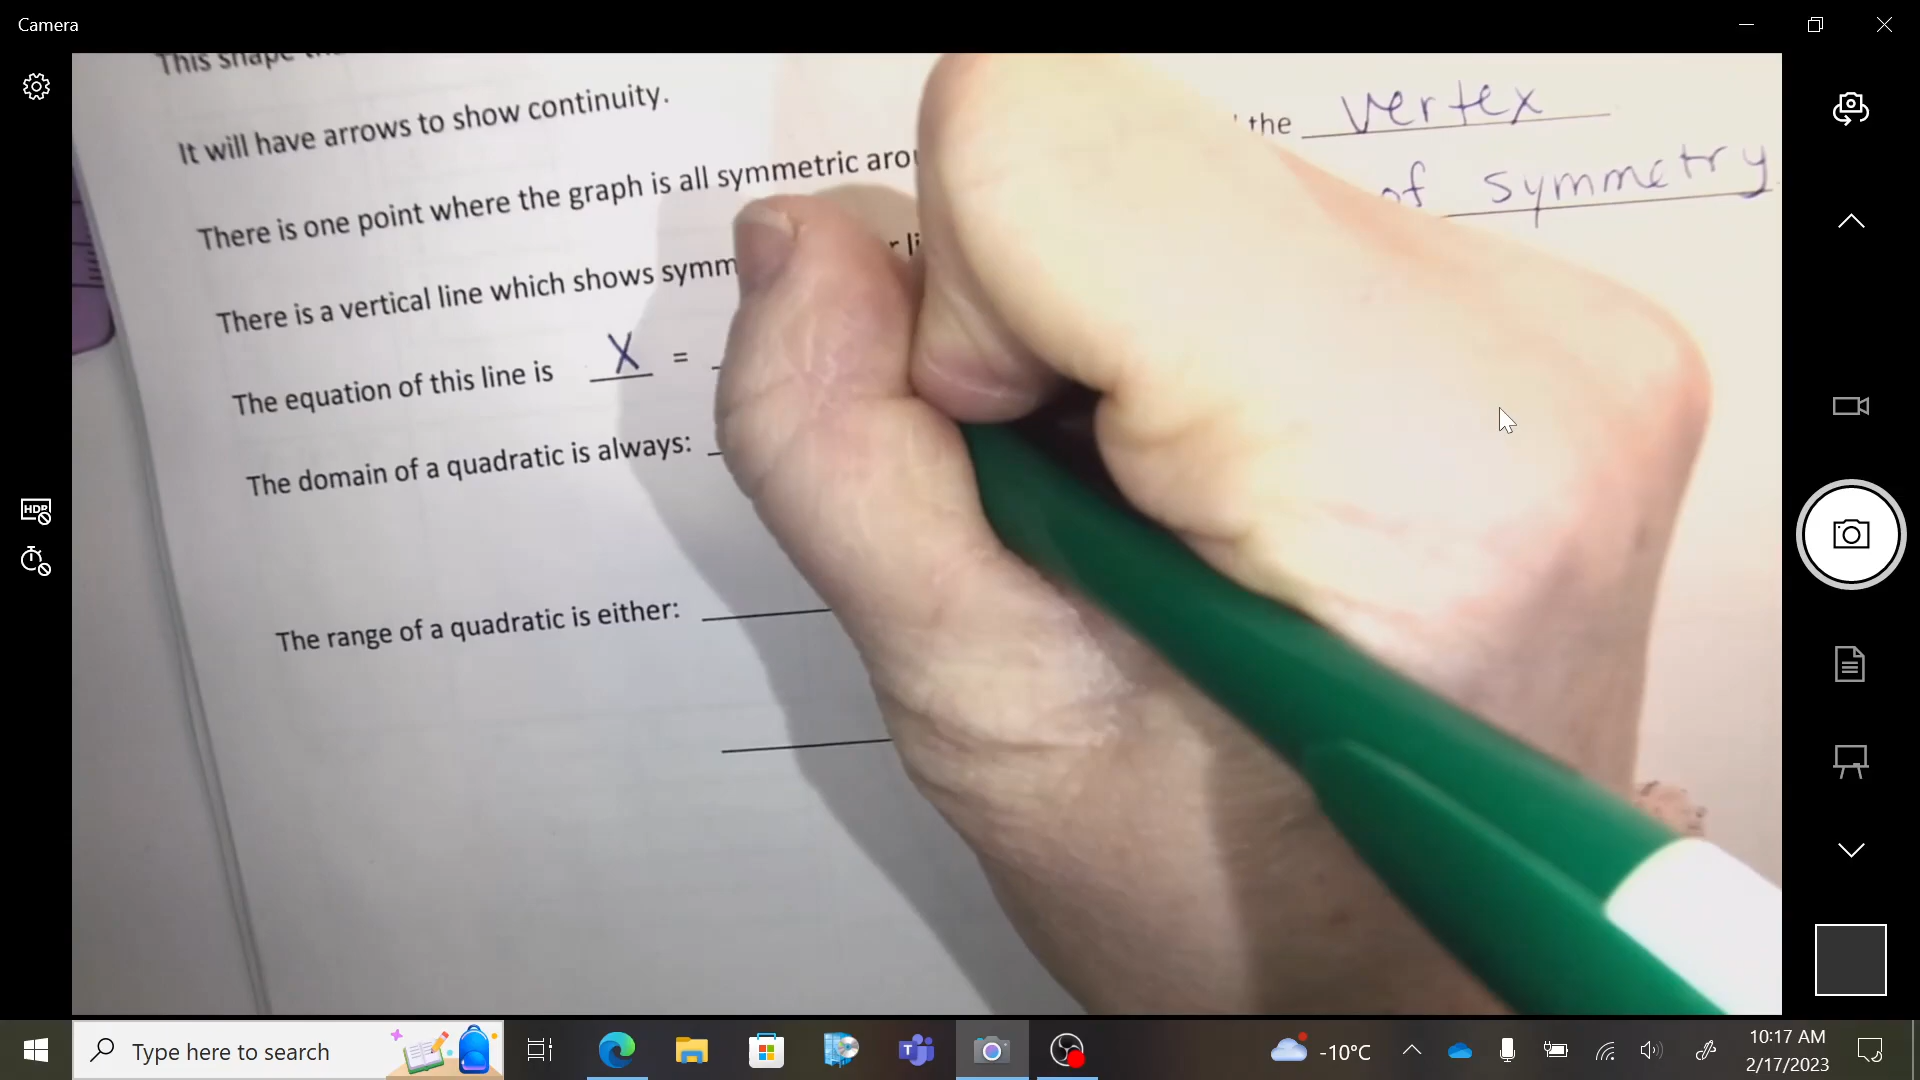 Camera
It will have arrows to show continuity.
the vertex
There is one point where the graph is all symmetric
of symmetry
There is a vertical line which shows
The equation of this line is X =
The domain of a quadratic is always:
The range of a quadratic is either:
HDR
Type here to search
-10°C
10:17 AM
2/17/2023